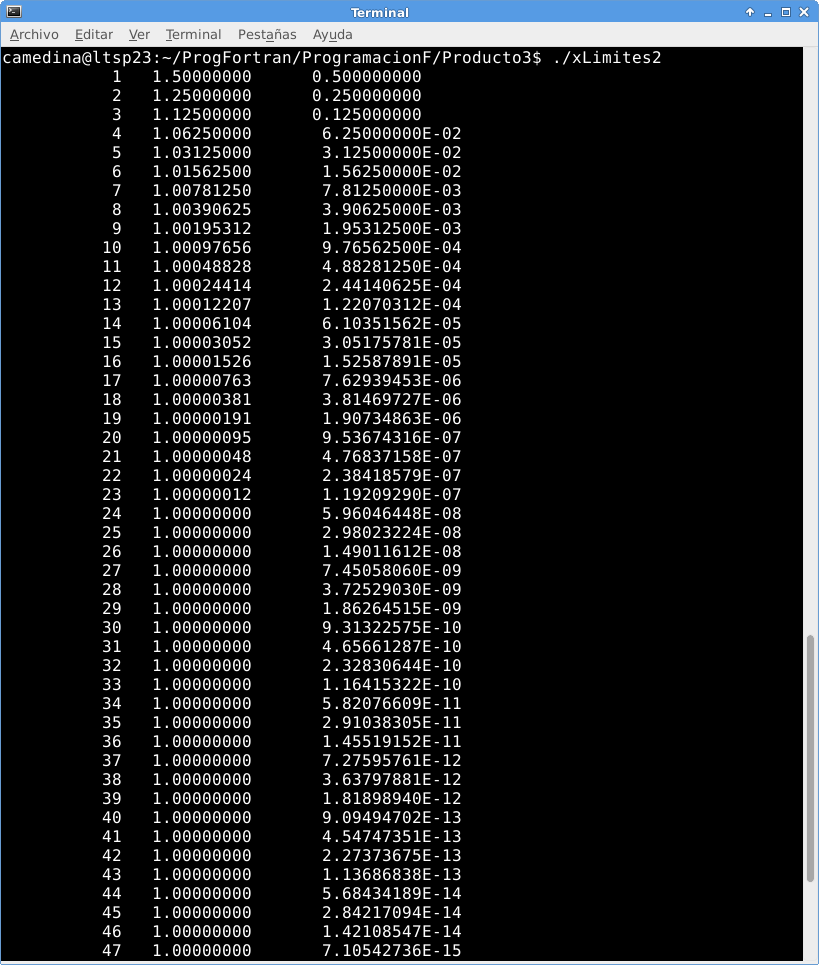 Terminal
Archivo Editar Ver Terminal Pestañas Ayuda
camedina@ltsp23:~/ProgFortran/ProgramacionF/Producto3$ ./xLimites2
1 1.50000000 0.500000000
2 1.25000000 0.250000000
3 1.12500000 0.125000000
4 1.06250000 6.25000000E-02
5 1.03125000 3.12500000E-02
6 1.01562500 1.56250000E-02
7 1.00781250 7.81250000E-03
8 1.00390625 3.90625000E-03
9 1.00195312 1.95312500E-03
10 1.00097656 9.76562500E-04
11 1.00048828 4.88281250E-04
12 1.00024414 2.44140625E-04
13 1.00012207 1.22070312E-04
14 1.00006104 6.10351562E-05
15 1.00003052 3.05175781E-05
16 1.00001526 1.52587891E-05
17 1.00000763 7.62939453E-06
18 1.00000381 3.81469727E-06
19 1.00000191 1.90734863E-06
20 1.00000095 9.53674316E-07
21 1.00000048 4.76837158E-07
22 1.00000024 2.38418579E-07
23 1.00000012 1.19209290E-07
24 1.00000000 5.96046448E-08
25 1.00000000 2.98023224E-08
26 1.00000000 1.49011612E-08
27 1.00000000 7.45058060E-09
28 1.00000000 3.72529030E-09
29 1.00000000 1.86264515E-09
30 1.00000000 9.31322575E-10
31 1.00000000 4.65661287E-10
32 1.00000000 2.32830644E-10
33 1.00000000 1.16415322E-10
34 1.00000000 5.82076609E-11
35 1.00000000 2.91038305E-11
36 1.00000000 1.45519152E-11
37 1.00000000 7.27595761E-12
38 1.00000000 3.63797881E-12
39 1.00000000 1.81898940E-12
40 1.00000000 9.09494702E-13
41 1.00000000 4.54747351E-13
42 1.00000000 2.27373675E-13
43 1.00000000 1.13686838E-13
44 1.00000000 5.68434189E-14
45 1.00000000 2.84217094E-14
46 1.00000000 1.42108547E-14
47 1.00000000 7.10542736E-15